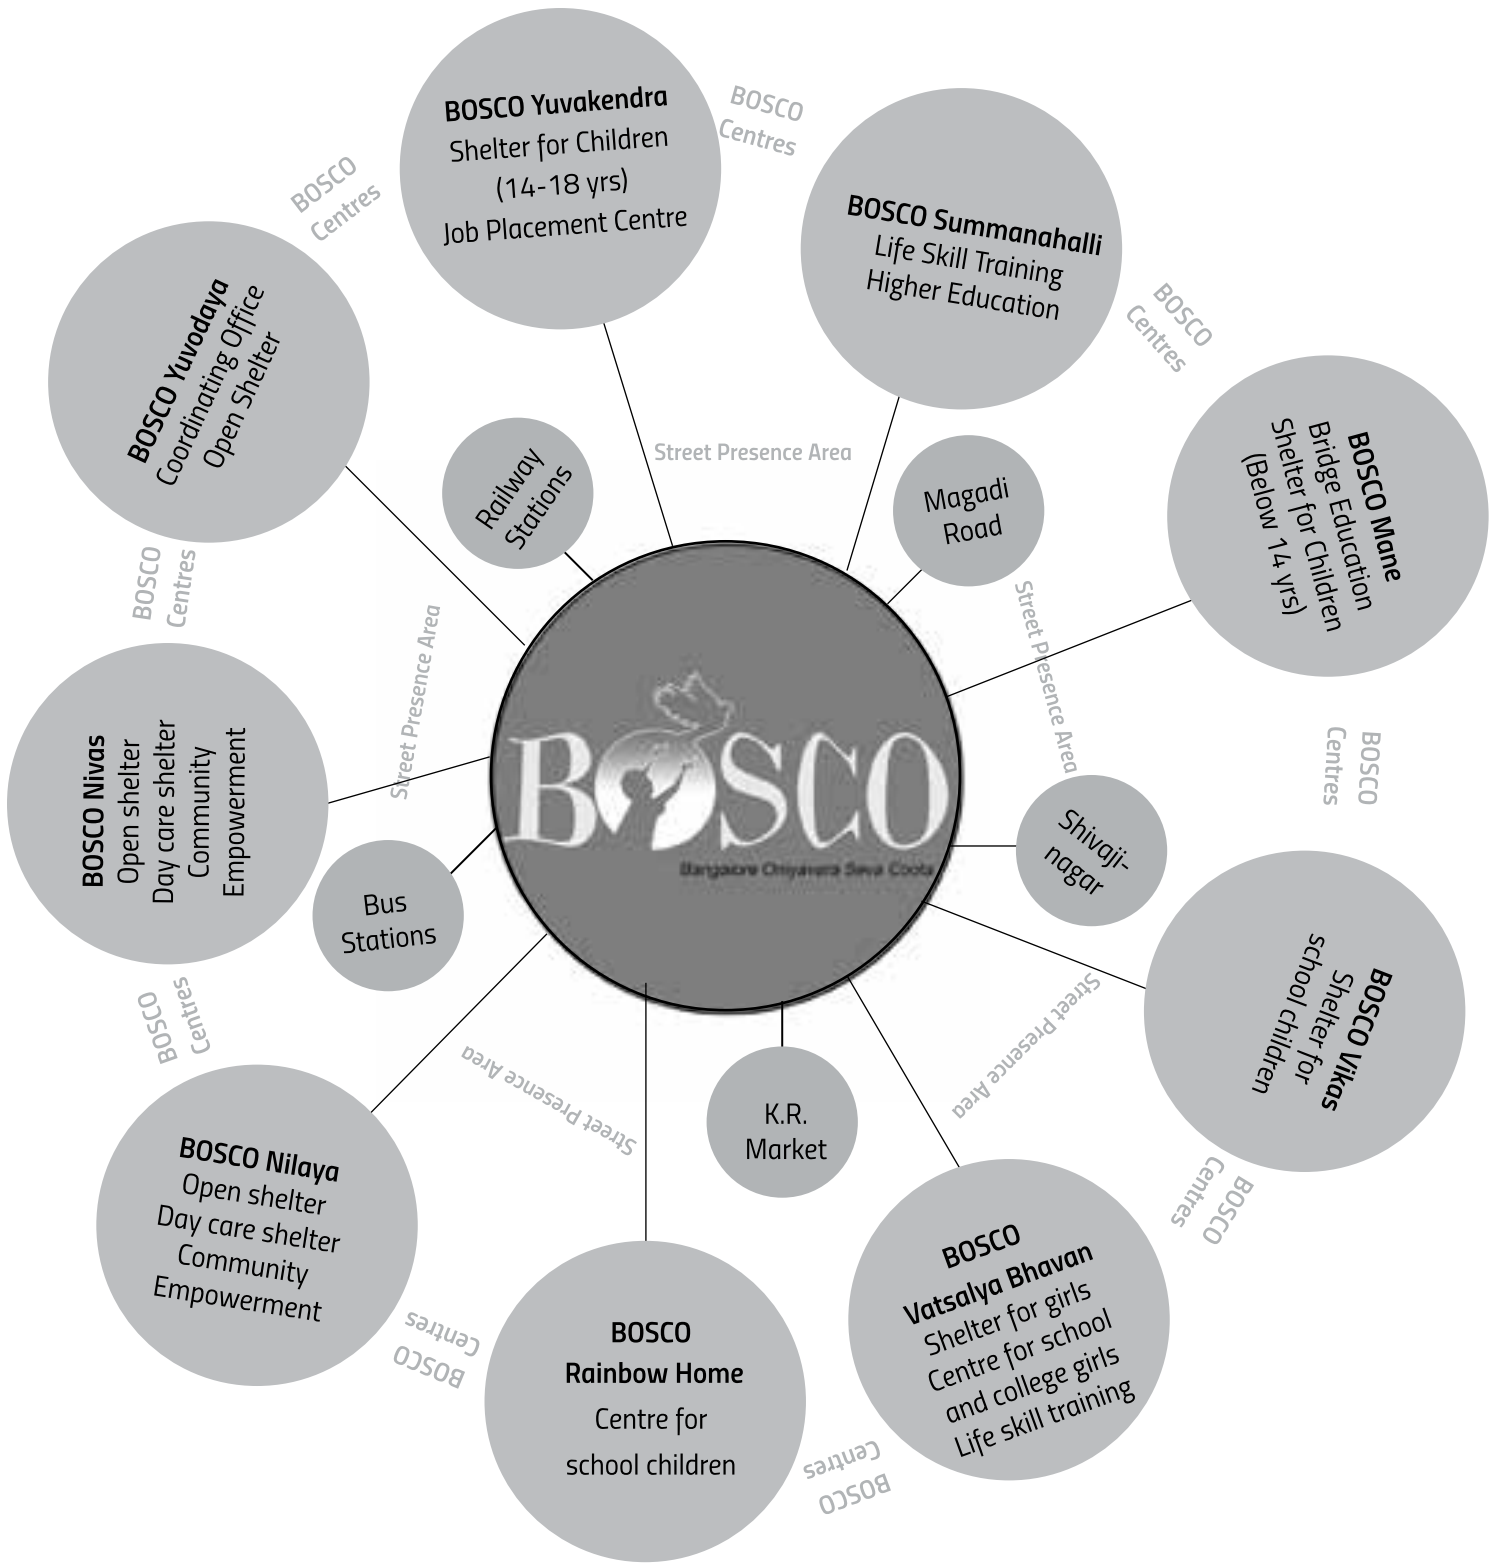 BOSCO Yuvakendra
Shelter for Children
(14-18 yrs)
Job Placement Centre
BOSCO
Centres
BOSCO Summanahalli
Life Skill Training
Higher Education
BOSCO
Centres
BOSCO Mane
Bridge Education
Shelter for Children
(Below 14 yrs)
BOSCO
Centres
BOSCO Vikas
Shelter for
school children
BOSCO
Centres
BOSCO
Vatsalya Bhavan
Shelter for girls
Centre for school
and college girls
Life skill training
BOSCO
Centres
BOSCO
Rainbow Home
Centre for
school children
BOSCO
Centres
BOSCO Nilaya
Open shelter
Day care shelter
Community
Empowerment
BOSCO
Centres
BOSCO Nivas
Open shelter
Day care shelter
Community
Empowerment
BOSCO
Centres
BOSCO Yuvodaya
Coordinating Office
Open Shelter
BOSCO
Centres
Railway
Stations
Street Presence Area
Magadi
Road
Street Presence Area
Shivaji-
nagar
Street Presence Area
K.R.
Market
Street Presence Area
Bus
Stations
Street Presence Area
BOSCO
Bangalore Oniyavara Seva Coota